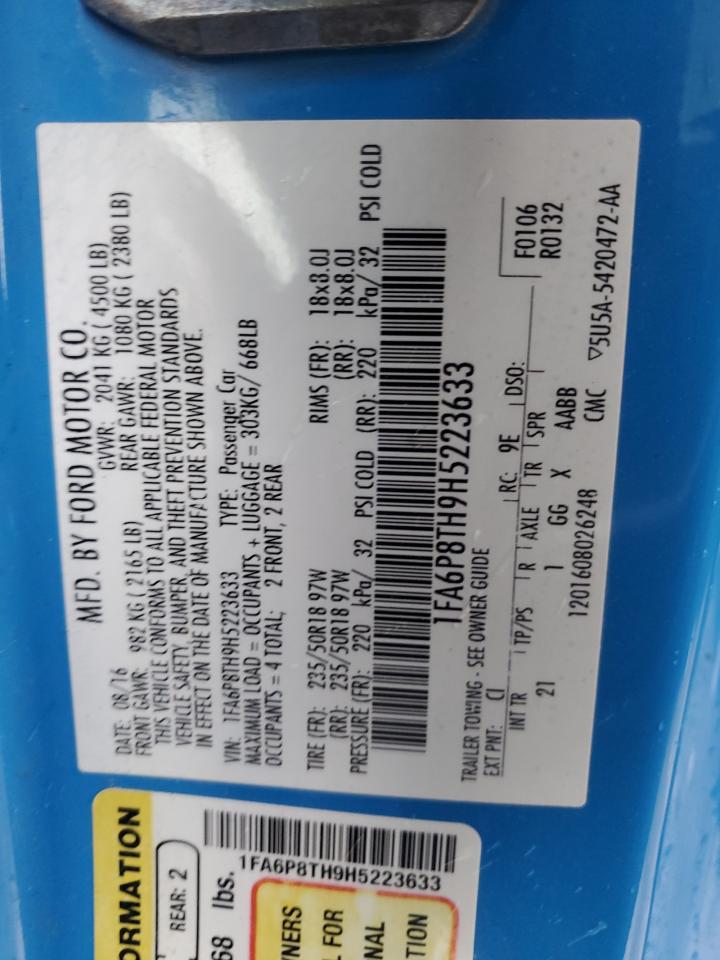 MFD. BY FORD MOTOR CO.
DATE: 08/16 GVWR: 2041 KG ( 4500 LB)
FRONT GAWR: 982 KG ( 2165 LB) REAR GAWR: 1080 KG ( 2380 LB)
THIS VEHICLE CONFORMS TO ALL APPLICABLE FEDERAL MOTOR
VEHICLE SAFETY, BUMPER, AND THEFT PREVENTION STANDARDS
IN EFFECT ON THE DATE OF MANUFACTURE SHOWN ABOVE.
VIN: 1FA6P8TH9H5223633 TYPE: Passenger Car
MAXIMUM LOAD = OCCUPANTS + LUGGAGE = 303KG/ 668LB
OCCUPANTS = 4 TOTAL; 2 FRONT, 2 REAR
TIRE (FR): 235/50R18 97W RIMS (FR): 18x8.0J
(RR): 235/50R18 97W (RR): 18x8.0J
PRESSURE (FR): 220 kPa/ 32 PSI COLD (RR): 220 kPa/ 32 PSI COLD
1FA6P8TH9H5223633
TRAILER TOWING - SEE OWNER GUIDE
EXT PNT: CI RC: 9E DSO:
INT TR TP/PS R AXLE TR SPR
21 1 GG X AABB
F0106
R0132
1201608026248 CMC ▽5U5A-5420472-AA
ORMATION
REAR: 2
68 lbs.
1FA6P8TH9H5223633
NERS
L FOR
NAL
TION